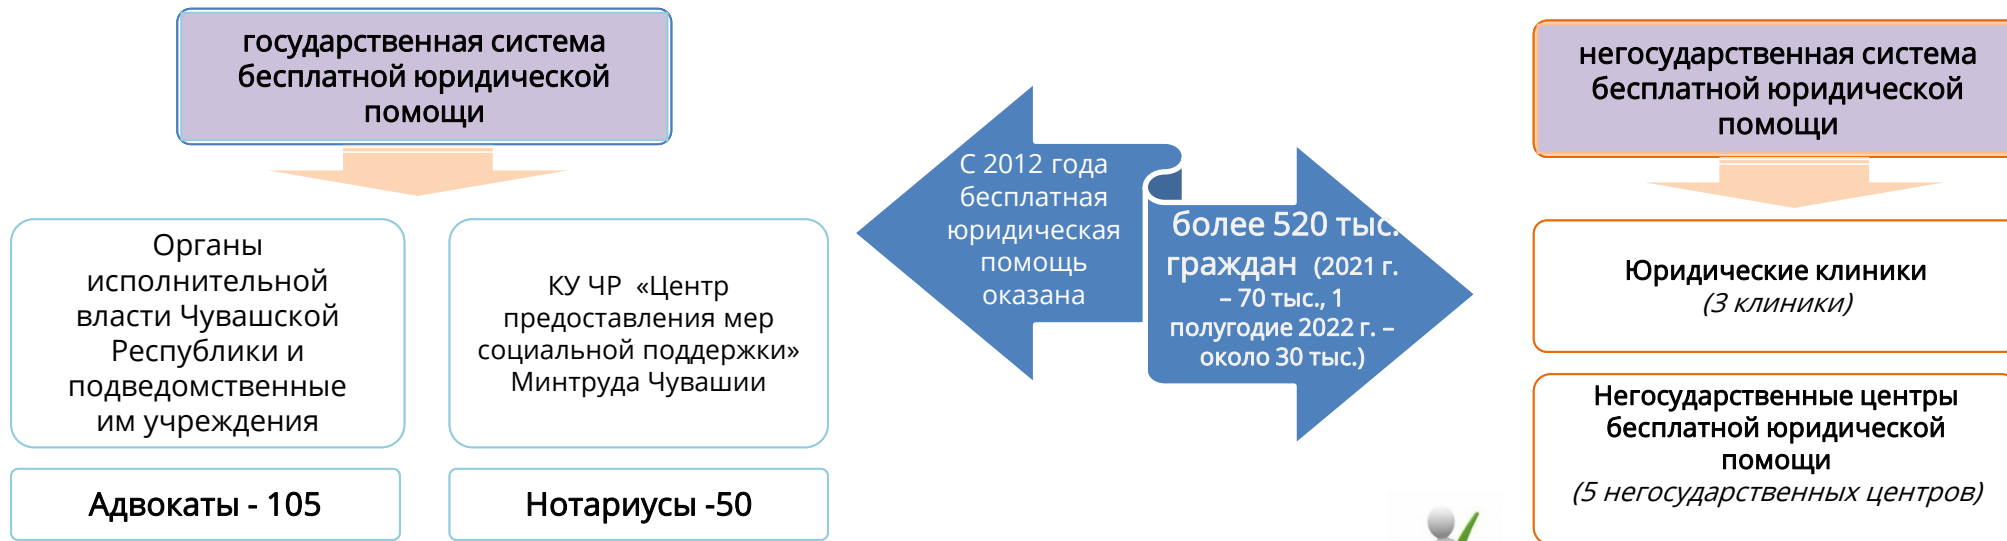 государственная система
бесплатной юридической
помощи
Органы
исполнительной
власти Чувашской
Республики и
подведомственные
им учреждения
КУ ЧР «Центр
предоставления мер
социальной поддержки»
Минтруда Чувашии
Адвокаты - 105
Нотариусы -50
С 2012 года
бесплатная
юридическая
помощь
оказана
более 520 тыс.
граждан (2021 г.
– 70 тыс., 1
полугодие 2022 г. –
около 30 тыс.)
негосударственная система
бесплатной юридической
помощи
Юридические клиники
(3 клиники)
Негосударственные центры
бесплатной юридической
помощи
(5 негосударственных центров)